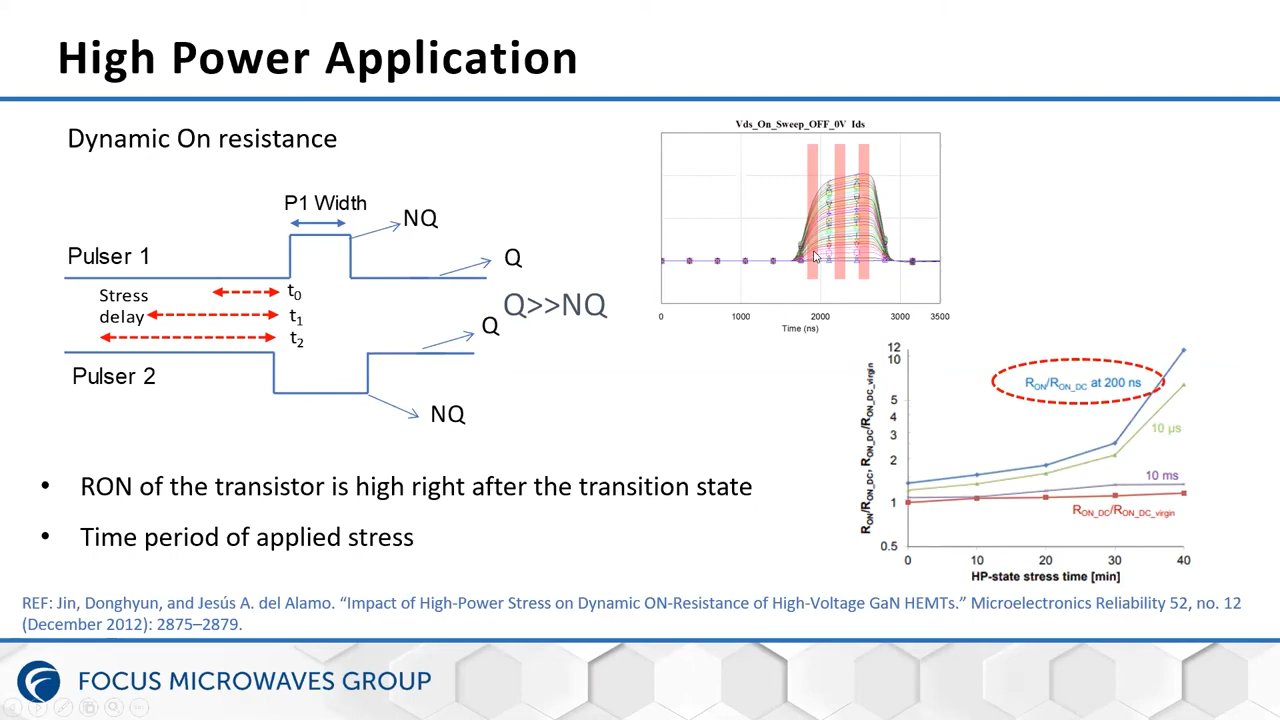 High Power Application
Dynamic On resistance
P1 Width
NQ
Pulser 1
Q
Stress
delay
t0
t1
t2
Q>>NQ
Q
Pulser 2
NQ
Vds_On_Sweep_OFF_0V Ids
0
1000
2000
3000
3500
Time (ns)
RON/RON_DC, RON_DC/RON_DC_virgin
12
10
5
4
3
2
1
0.5
RON/RON_DC at 200 ns
10 µs
10 ms
RON_DC/RON_DC_virgin
0
10
20
30
40
HP-state stress time [min]
• RON of the transistor is high right after the transition state
• Time period of applied stress
REF: Jin, Donghyun, and Jesús A. del Alamo. “Impact of High-Power Stress on Dynamic ON-Resistance of High-Voltage GaN HEMTs.” Microelectronics Reliability 52, no. 12
(December 2012): 2875–2879.
FOCUS MICROWAVES GROUP